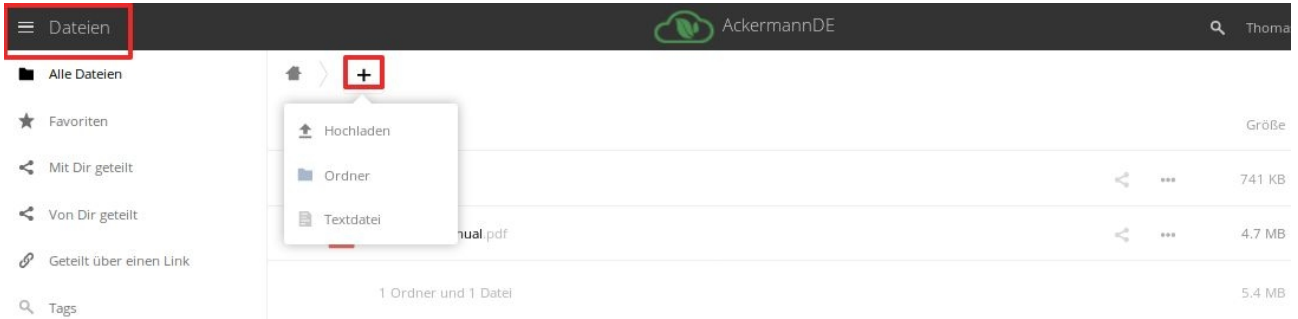 Dateien
AckermannDE
Thomas
Alle Dateien
+
Favoriten
Hochladen
Größe
Mit Dir geteilt
Ordner
741 KB
Von Dir geteilt
Textdatei
nual.pdf
4.7 MB
Geteilt über einen Link
1 Ordner und 1 Datei
5.4 MB
Tags